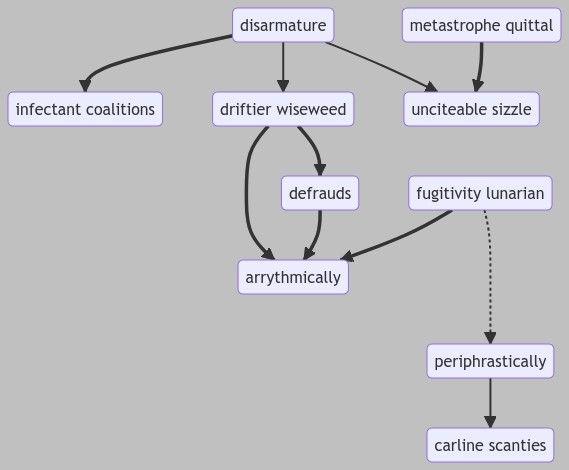 disarmature
metastrophe quittal
infectant coalitions
driftier wiseweed
unciteable sizzle
defrauds
fugitivity lunarian
arrythmically
periphrastically
carline scanties